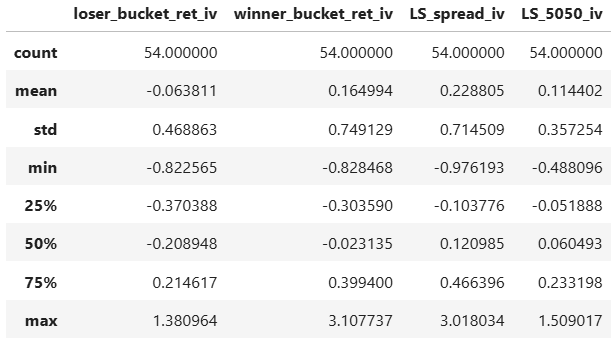 loser_bucket_ret_iv winner_bucket_ret_iv LS_spread_iv LS_5050_iv
count 54.000000 54.000000 54.000000 54.000000
mean -0.063811 0.164994 0.228805 0.114402
std 0.468863 0.749129 0.714509 0.357254
min -0.822565 -0.828468 -0.976193 -0.488096
25% -0.370388 -0.303590 -0.103776 -0.051888
50% -0.208948 -0.023135 0.120985 0.060493
75% 0.214617 0.399400 0.466396 0.233198
max 1.380964 3.107737 3.018034 1.509017